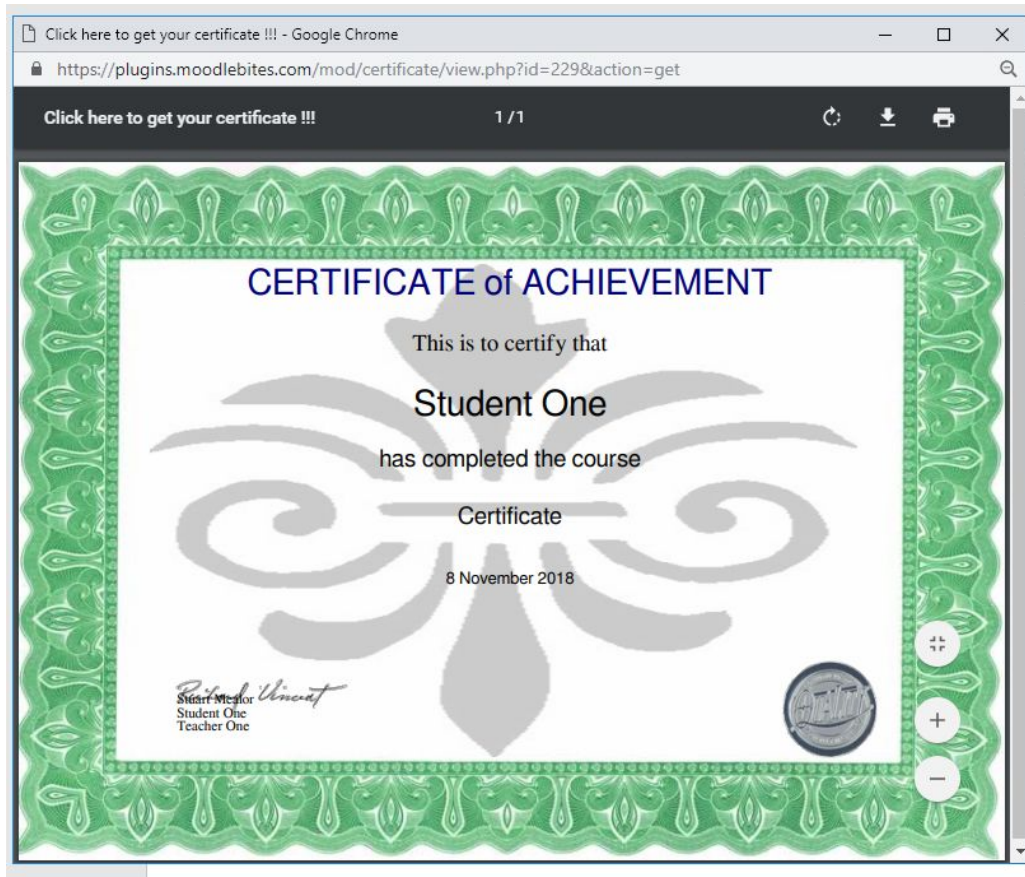 Click here to get your certificate !!! - Google Chrome
https://plugins.moodlebites.com/mod/certificate/view.php?id=229&action=get
Click here to get your certificate !!! 1 / 1
CERTIFICATE of ACHIEVEMENT
This is to certify that
Student One
has completed the course
Certificate
8 November 2018
Stuart Mealor
Student One
Teacher One